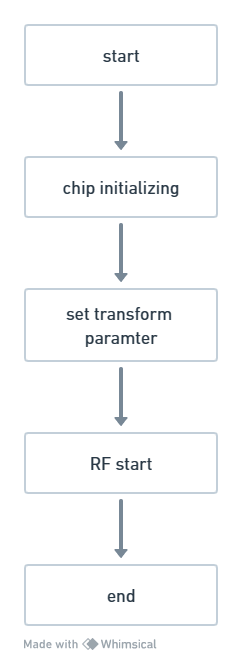 start
chip initializing
set transform
paramter
RF start
end
Made with Whimsical